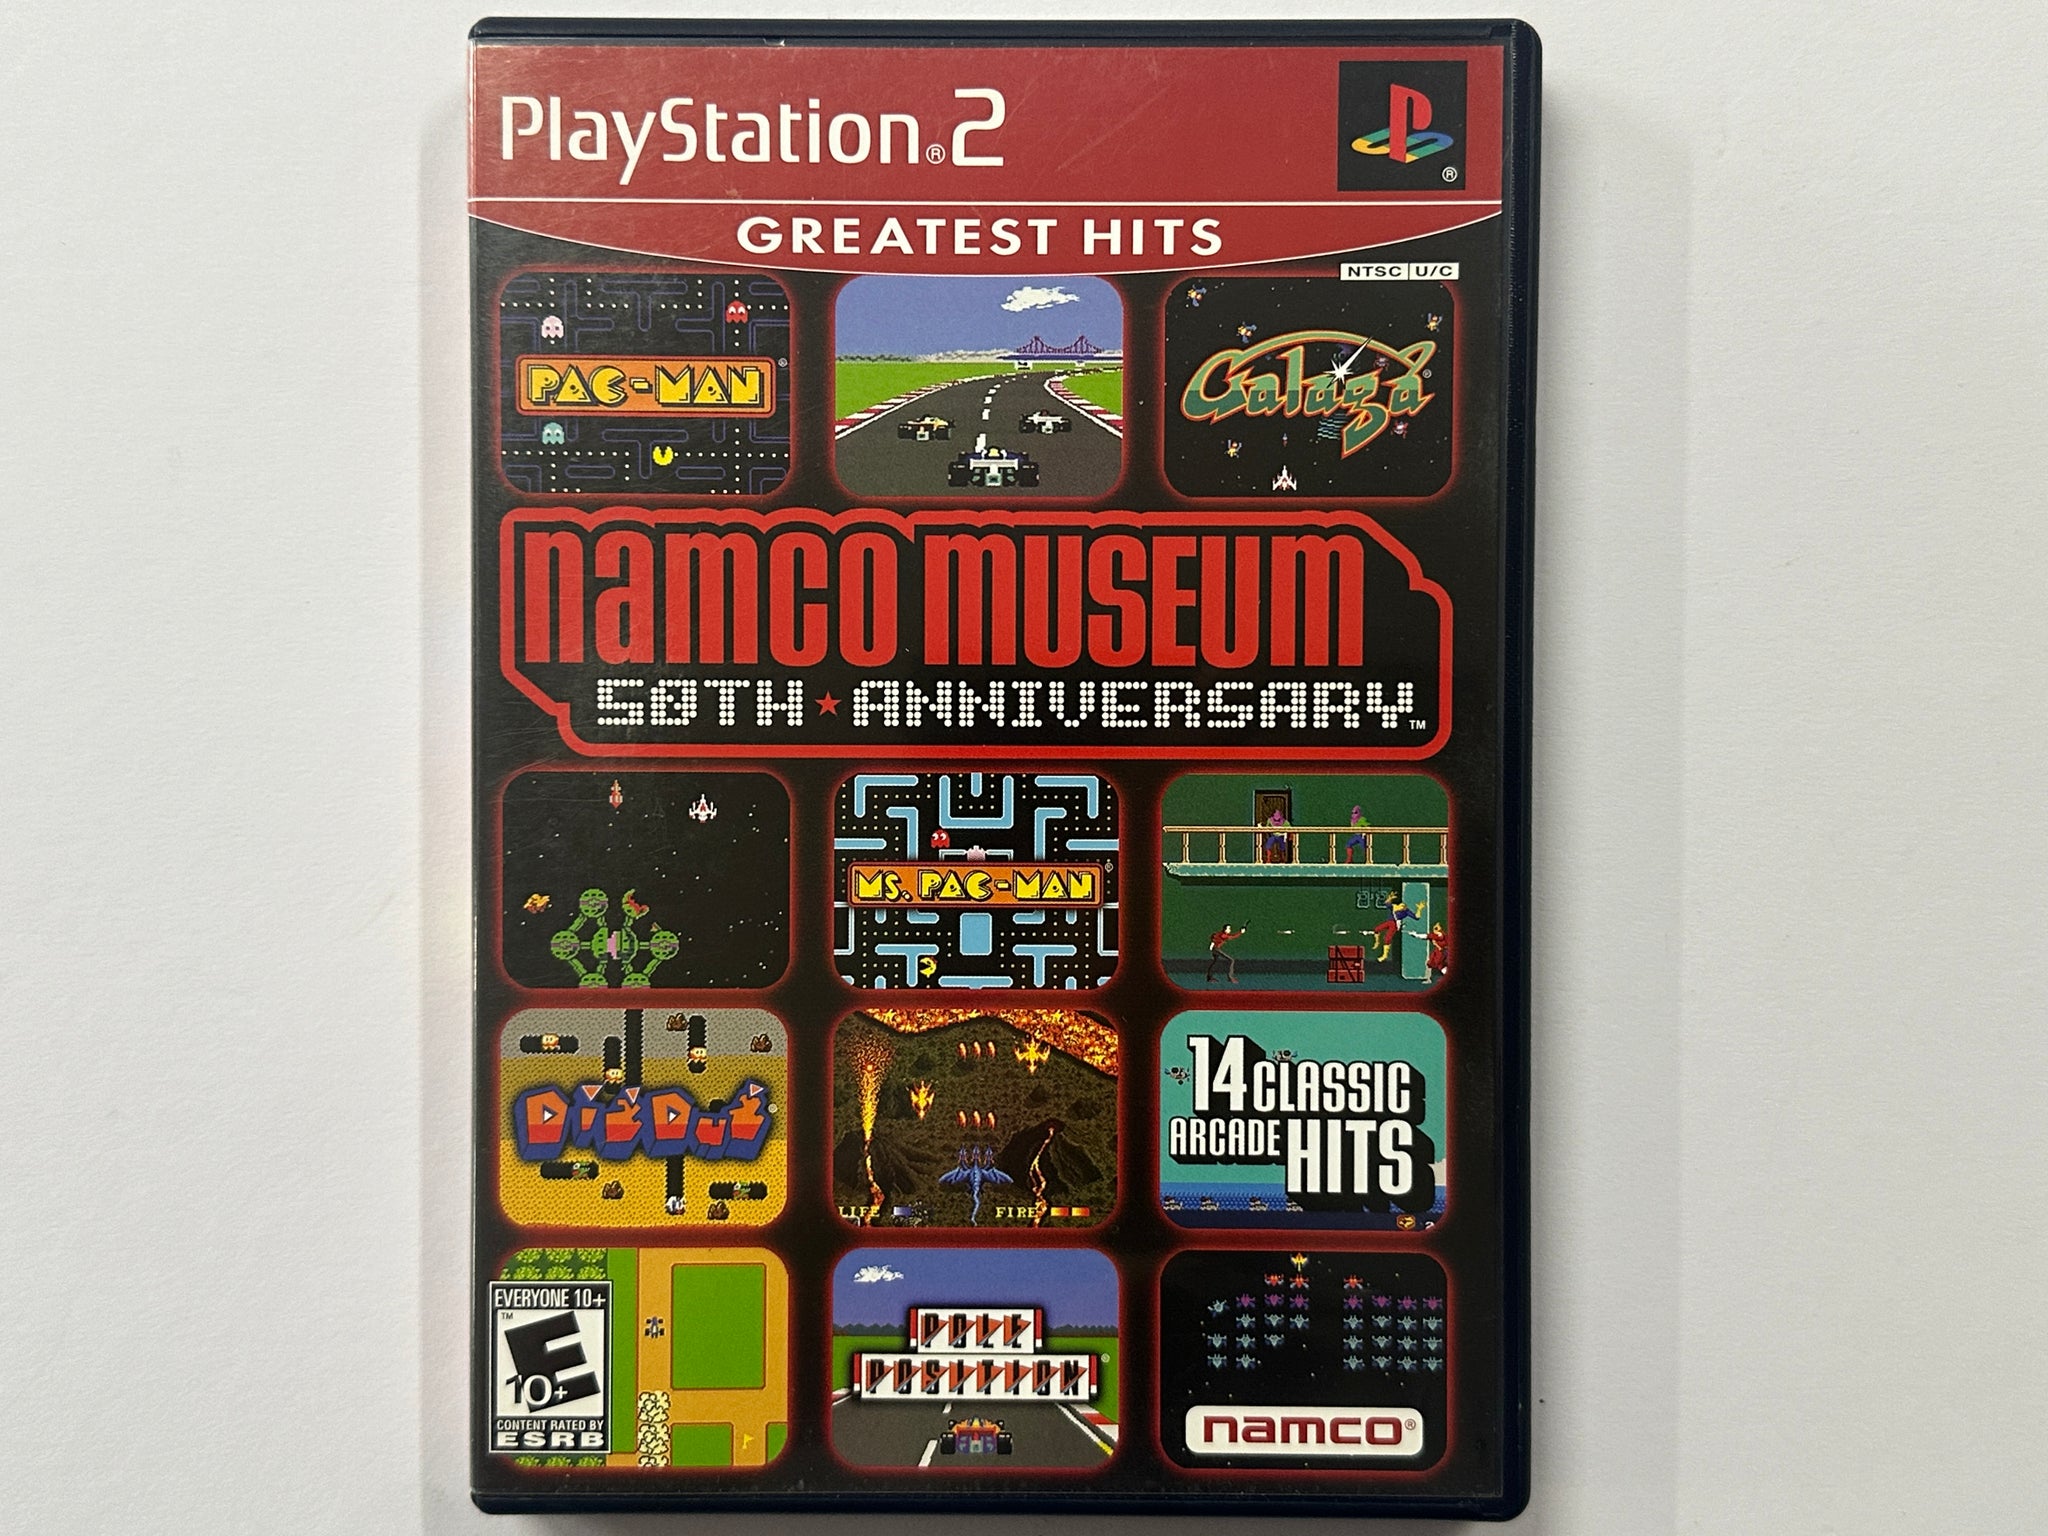 PlayStation®2
GREATEST HITS
NTSC U/C
PAC-MAN®
Galaga®
namco museum
50TH ★ ANNIVERSARY™
MS. PAC-MAN®
DIG DUG®
LIFE
FIRE
14 CLASSIC
ARCADE HITS
EVERYONE 10+
™
E
10+
CONTENT RATED BY
ESRB
POLE
POSITION®
namco®